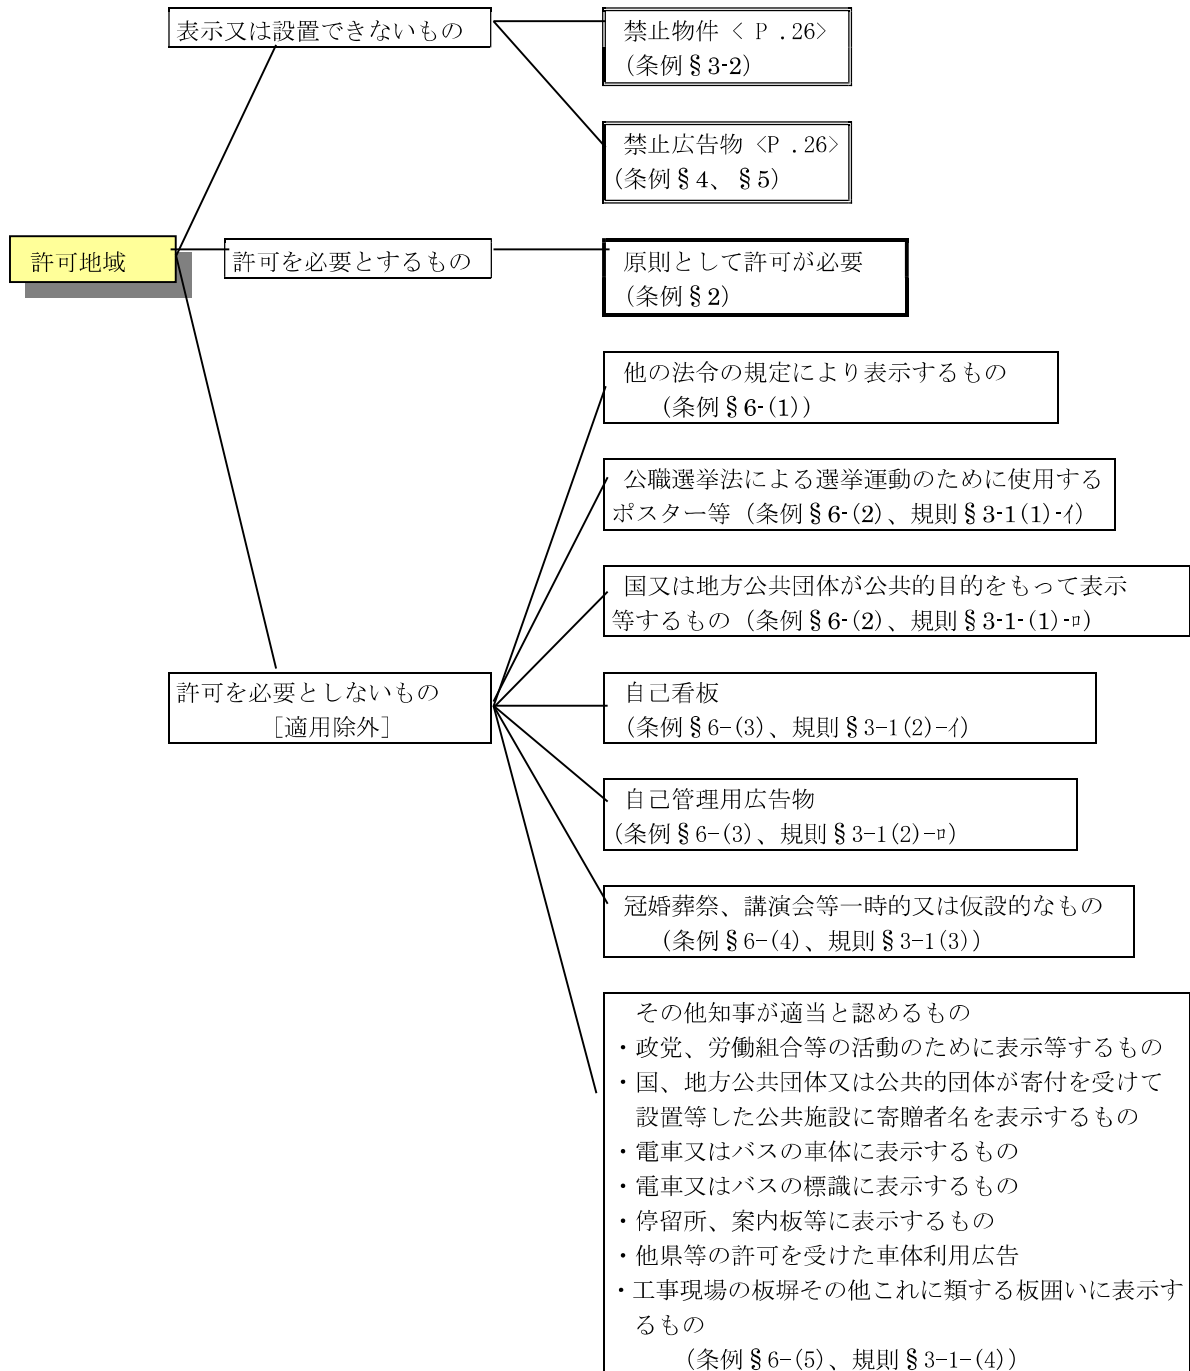 表示又は設置できないもの
禁止物件 < P .26>
(条例§3-2)
禁止広告物 <P .26>
(条例§4、§5)
許可地域
許可を必要とするもの
原則として許可が必要
(条例§2)
他の法令の規定により表示するもの
(条例§6-(1))
公職選挙法による選挙運動のために使用する
ポスター等 (条例§6-(2)、規則§3-1(1)-ｲ)
国又は地方公共団体が公共的目的をもって表示
等するもの (条例§6-(2)、規則§3-1-(1)-ﾛ)
許可を必要としないもの
[適用除外]
自己看板
(条例§6-(3)、規則§3-1(2)-ｲ)
自己管理用広告物
(条例§6-(3)、規則§3-1(2)-ﾛ)
冠婚葬祭、講演会等一時的又は仮設的なもの
(条例§6-(4)、規則§3-1(3))
その他知事が適当と認めるもの
・政党、労働組合等の活動のために表示等するもの
・国、地方公共団体又は公共的団体が寄付を受けて
設置等した公共施設に寄贈者名を表示するもの
・電車又はバスの車体に表示するもの
・電車又はバスの標識に表示するもの
・停留所、案内板等に表示するもの
・他県等の許可を受けた車体利用広告
・工事現場の板塀その他これに類する板囲いに表示す
るもの
(条例§6-(5)、規則§3-1-(4))